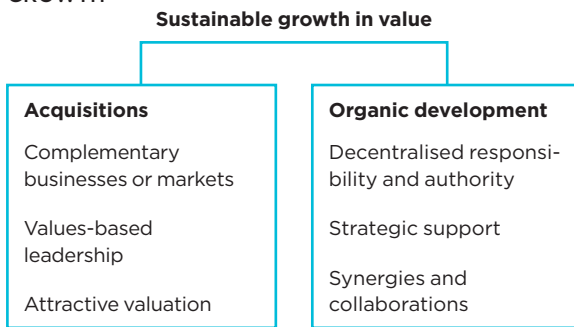 Sustainable growth in value
Acquisitions
Complementary
businesses or markets
Values-based
leadership
Attractive valuation
Organic development
Decentralised responsi-
bility and authority
Strategic support
Synergies and
collaborations